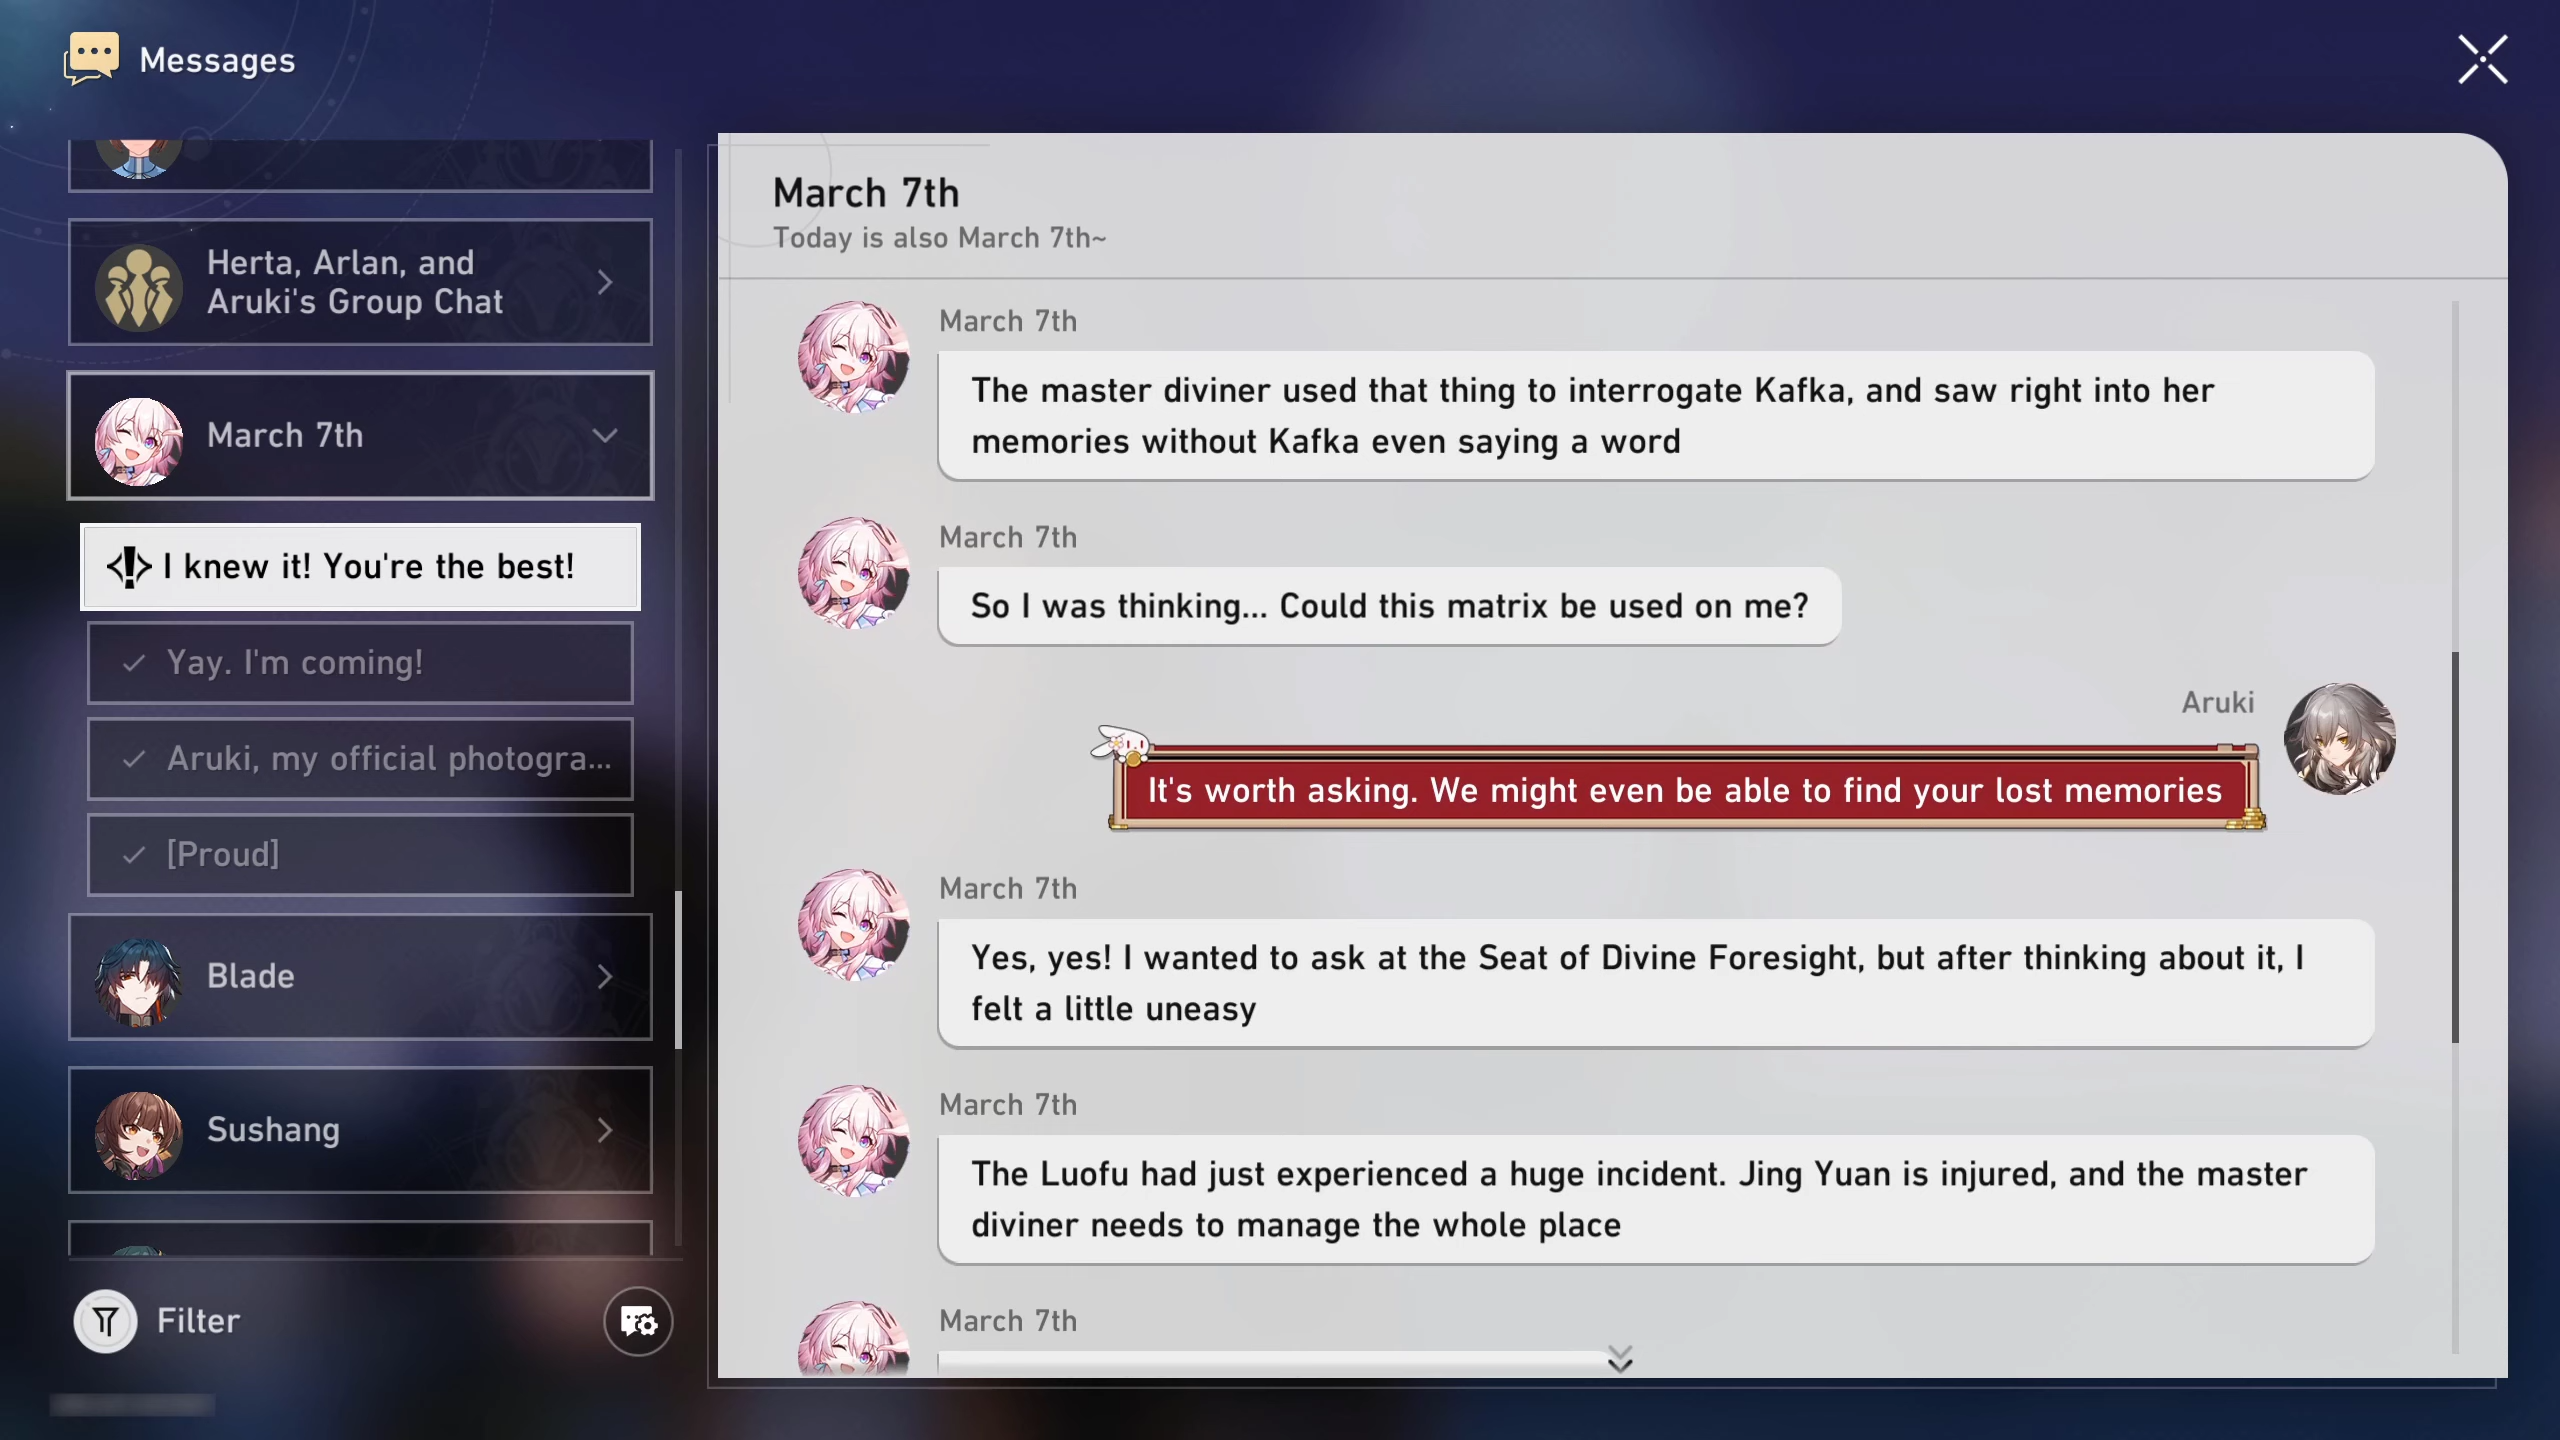 Messages
Herta, Arlan, and
Aruki's Group Chat
March 7th
I knew it! You're the best!
Yay. I'm coming!
Aruki, my official photogra...
[Proud]
Blade
Sushang
Filter
March 7th
Today is also March 7th~
March 7th
The master diviner used that thing to interrogate Kafka, and saw right into her
memories without Kafka even saying a word
March 7th
So I was thinking... Could this matrix be used on me?
Aruki
It's worth asking. We might even be able to find your lost memories
March 7th
Yes, yes! I wanted to ask at the Seat of Divine Foresight, but after thinking about it, I
felt a little uneasy
March 7th
The Luofu had just experienced a huge incident. Jing Yuan is injured, and the master
diviner needs to manage the whole place
March 7th